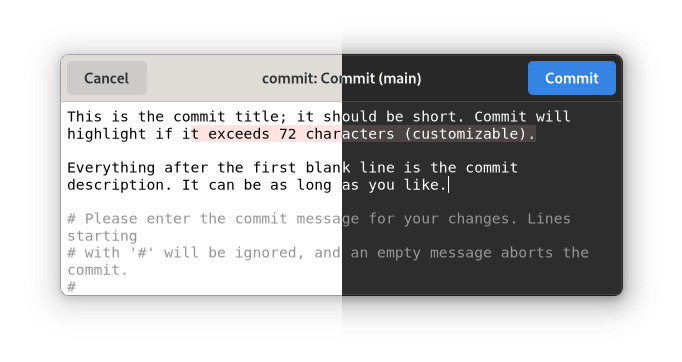 Cancel
commit: Commit (main)
Commit
This is the commit title; it should be short. Commit will
highlight if it exceeds 72 characters (customizable).
Everything after the first blank line is the commit
description. It can be as long as you like.
# Please enter the commit message for your changes. Lines
starting
# with '#' will be ignored, and an empty message aborts the
commit.
#